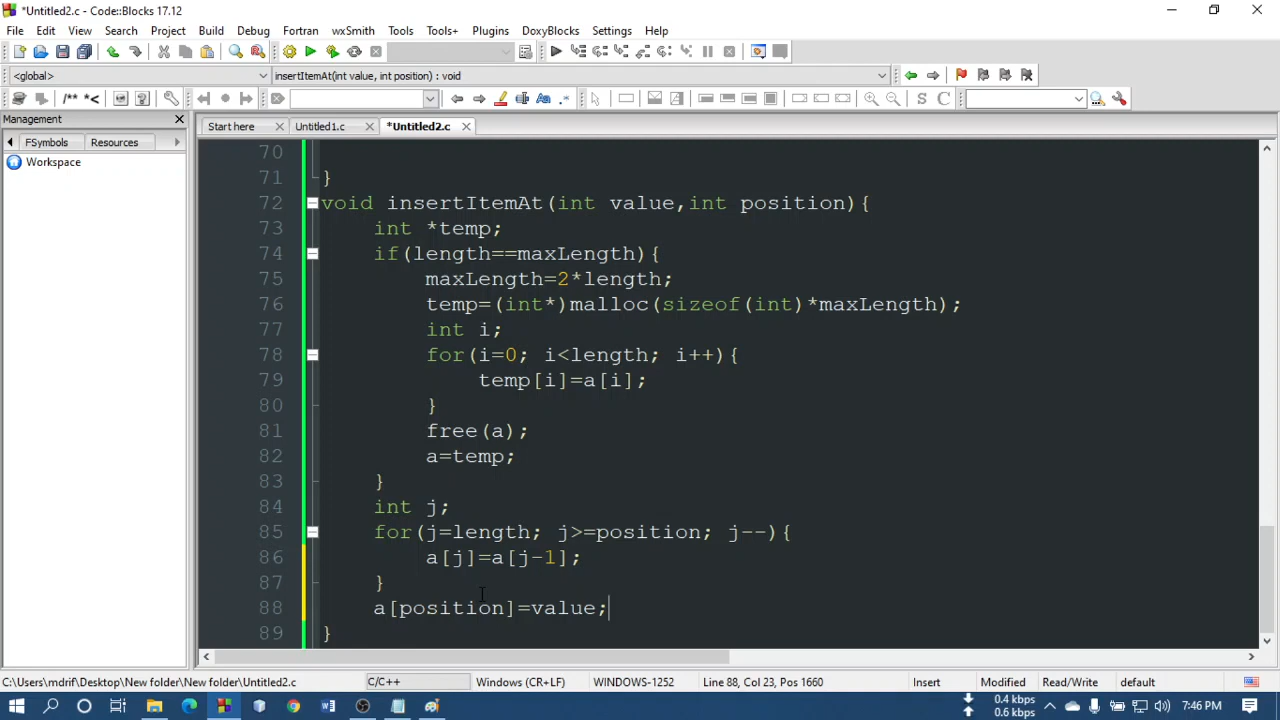 *Untitled2.c - Code::Blocks 17.12
File Edit View Search Project Build Debug Fortran wxSmith Tools Tools+ Plugins DoxyBlocks Settings Help
<global> insertItemAt(int value, int position) : void
/** *<
S C
Management
Start here Untitled1.c *Untitled2.c
FSymbols Resources
Workspace
70
71 }
72 void insertItemAt(int value,int position){
73 int *temp;
74 if(length==maxLength){
75 maxLength=2*length;
76 temp=(int*)malloc(sizeof(int)*maxLength);
77 int i;
78 for(i=0; i<length; i++){
79 temp[i]=a[i];
80 }
81 free(a);
82 a=temp;
83 }
84 int j;
85 for(j=length; j>=position; j--){
86 a[j]=a[j-1];
87 }
88 a[position]=value;
89 }
C:\Users\mdrif\Desktop\New folder\New folder\Untitled2.c C/C++ Windows (CR+LF) WINDOWS-1252 Line 88, Col 23, Pos 1660 Insert Modified Read/Write default
0.4 kbps
0.6 kbps
7:46 PM